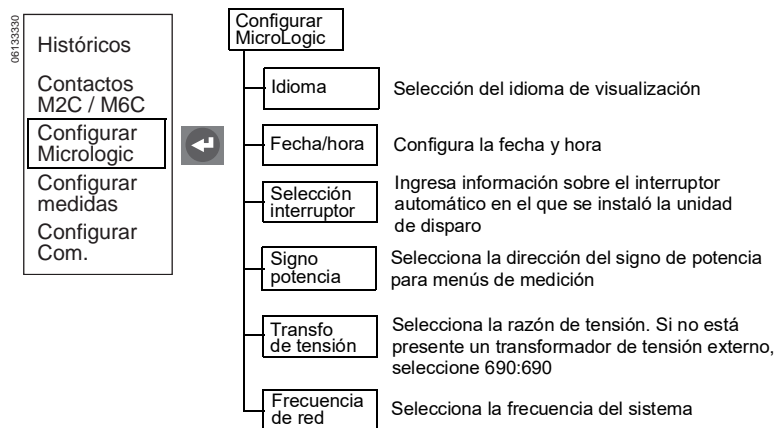 06133330
Históricos
Contactos
M2C / M6C
Configurar
Micrologic
Configurar
medidas
Configurar
Com.
Configurar
MicroLogic
Idioma
Selección del idioma de visualización
Fecha/hora
Configura la fecha y hora
Selección
interruptor
Ingresa información sobre el interruptor
automático en el que se instaló la unidad
de disparo
Signo
potencia
Selecciona la dirección del signo de potencia
para menús de medición
Transfo
de tensión
Selecciona la razón de tensión. Si no está
presente un transformador de tensión externo,
seleccione 690:690
Frecuencia
de red
Selecciona la frecuencia del sistema